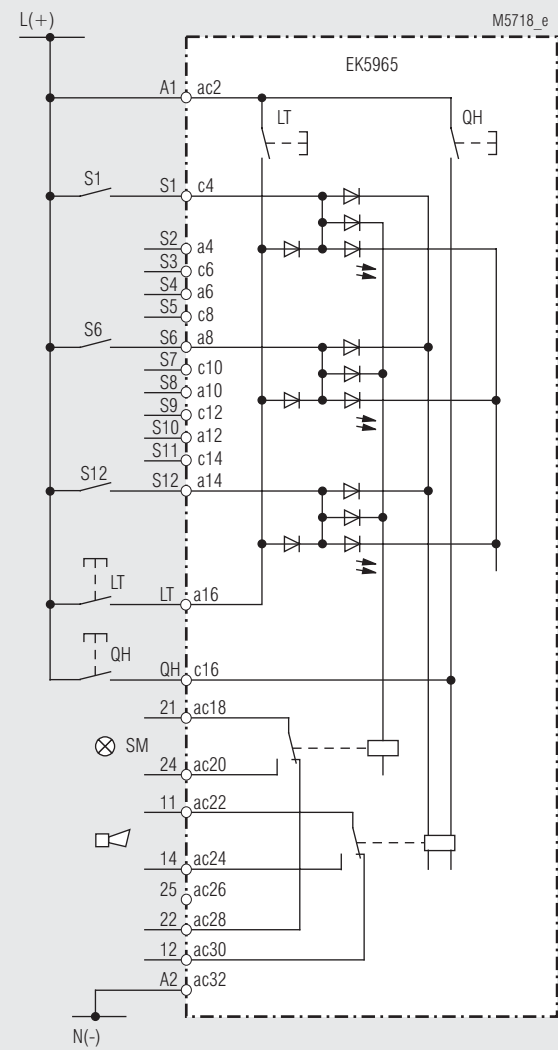 L(+)
M5718_e
EK5965
A1 ac2
LT QH
S1 S1 c4
S2 a4
S3 c6
S4 a6
S5 c8
S6 S6 a8
S7 c10
S8 a10
S9 c12
S10 a12
S11 c14
S12 S12 a14
LT LT a16
QH QH c16
21 ac18
SM
24 ac20
11 ac22
14 ac24
25 ac26
22 ac28
12 ac30
A2 ac32
N(-)